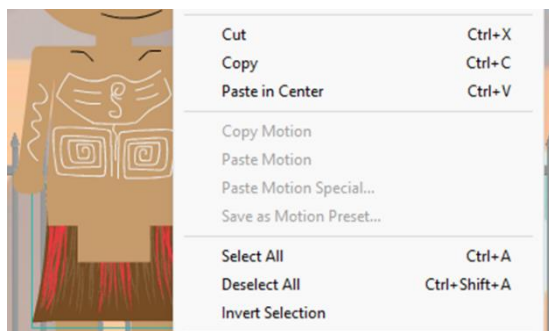 Cut Ctrl+X
Copy Ctrl+C
Paste in Center Ctrl+V
Copy Motion
Paste Motion
Paste Motion Special...
Save as Motion Preset...
Select All Ctrl+A
Deselect All Ctrl+Shift+A
Invert Selection